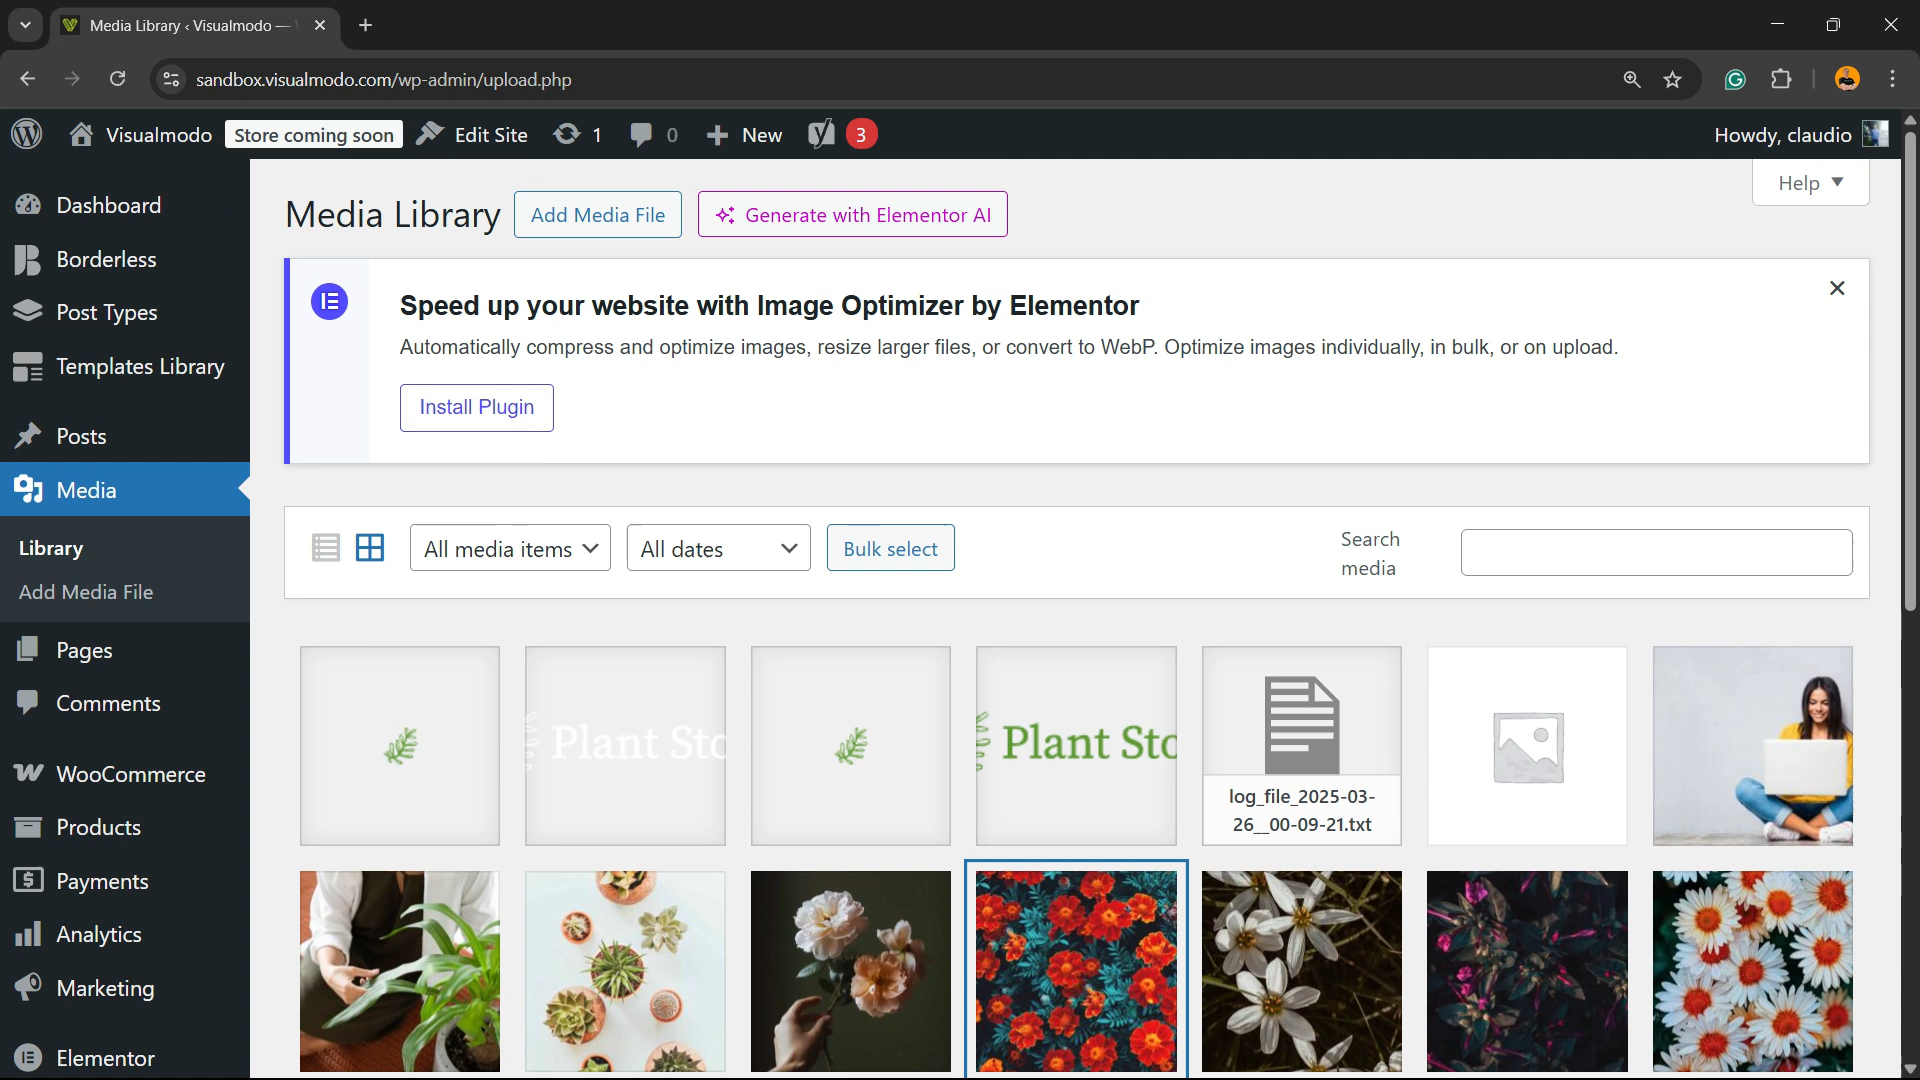 Media Library ‹ Visualmodo —
sandbox.visualmodo.com/wp-admin/upload.php
Visualmodo Store coming soon Edit Site 1 0 New 3 Howdy, claudio
Help
Dashboard
Borderless
Post Types
Templates Library
Posts
Media
Library
Add Media File
Pages
Comments
WooCommerce
Products
Payments
Analytics
Marketing
Elementor
Media Library Add Media File Generate with Elementor AI
Speed up your website with Image Optimizer by Elementor
Automatically compress and optimize images, resize larger files, or convert to WebP. Optimize images individually, in bulk, or on upload.
Install Plugin
All media items All dates Bulk select
Search
media
Plant Sto
Plant Sto
log_file_2025-03-
26__00-09-21.txt